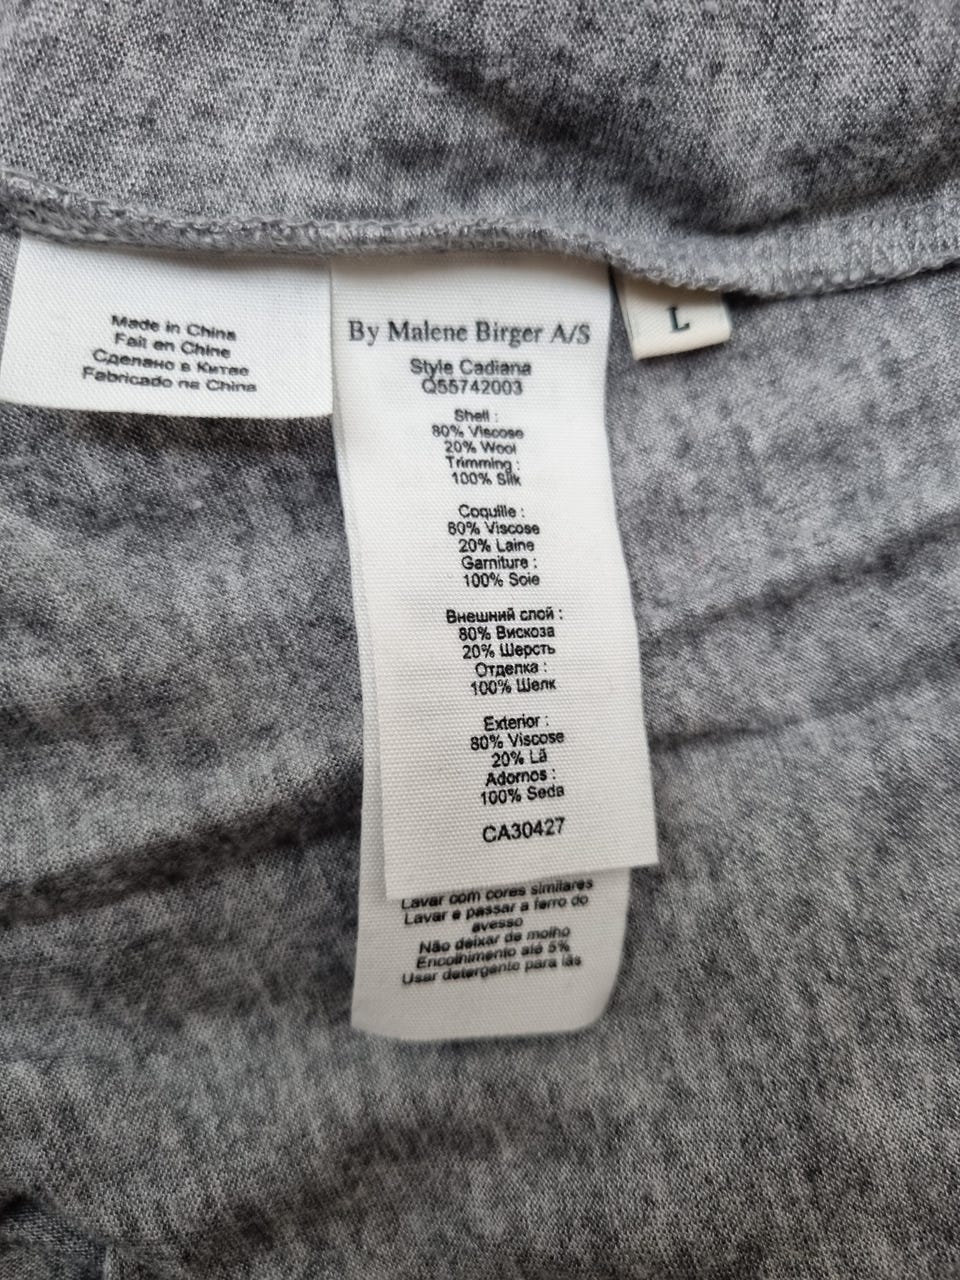 Made in China
Fait en Chine
Сделано в Китае
Fabricado na China
By Malene Birger A/S
Style Cadiana
Q55742003
Shell :
80% Viscose
20% Wool
Trimming :
100% Silk
Coquille :
80% Viscose
20% Laine
Garniture :
100% Soie
Внешний слой :
80% Вискоза
20% Шерсть
Отделка :
100% Шелк
Exterior :
80% Viscose
20% Lã
Adornos :
100% Seda
CA30427
Lavar com cores similares
Lavar e passar a ferro do
avesso
Não deixar de molho
Encolhimento até 5%
Usar detergente para lãs
L